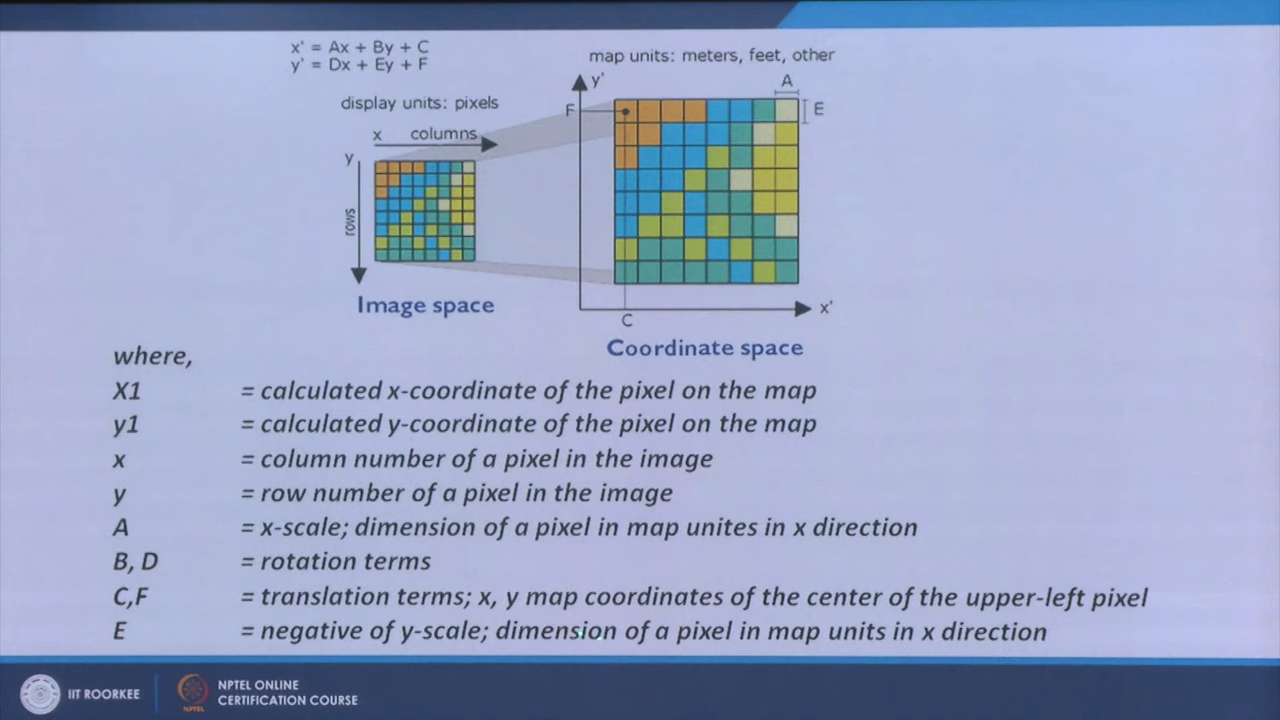 x' = Ax + By + C
y' = Dx + Ey + F
map units: meters, feet, other
display units: pixels
x columns
y
rows
Image space
y'
A
E
F
C
x'
Coordinate space
where,
X1 = calculated x-coordinate of the pixel on the map
y1 = calculated y-coordinate of the pixel on the map
x = column number of a pixel in the image
y = row number of a pixel in the image
A = x-scale; dimension of a pixel in map unites in x direction
B, D = rotation terms
C,F = translation terms; x, y map coordinates of the center of the upper-left pixel
E = negative of y-scale; dimension of a pixel in map units in x direction
IIT ROORKEE
NPTEL
NPTEL ONLINE
CERTIFICATION COURSE